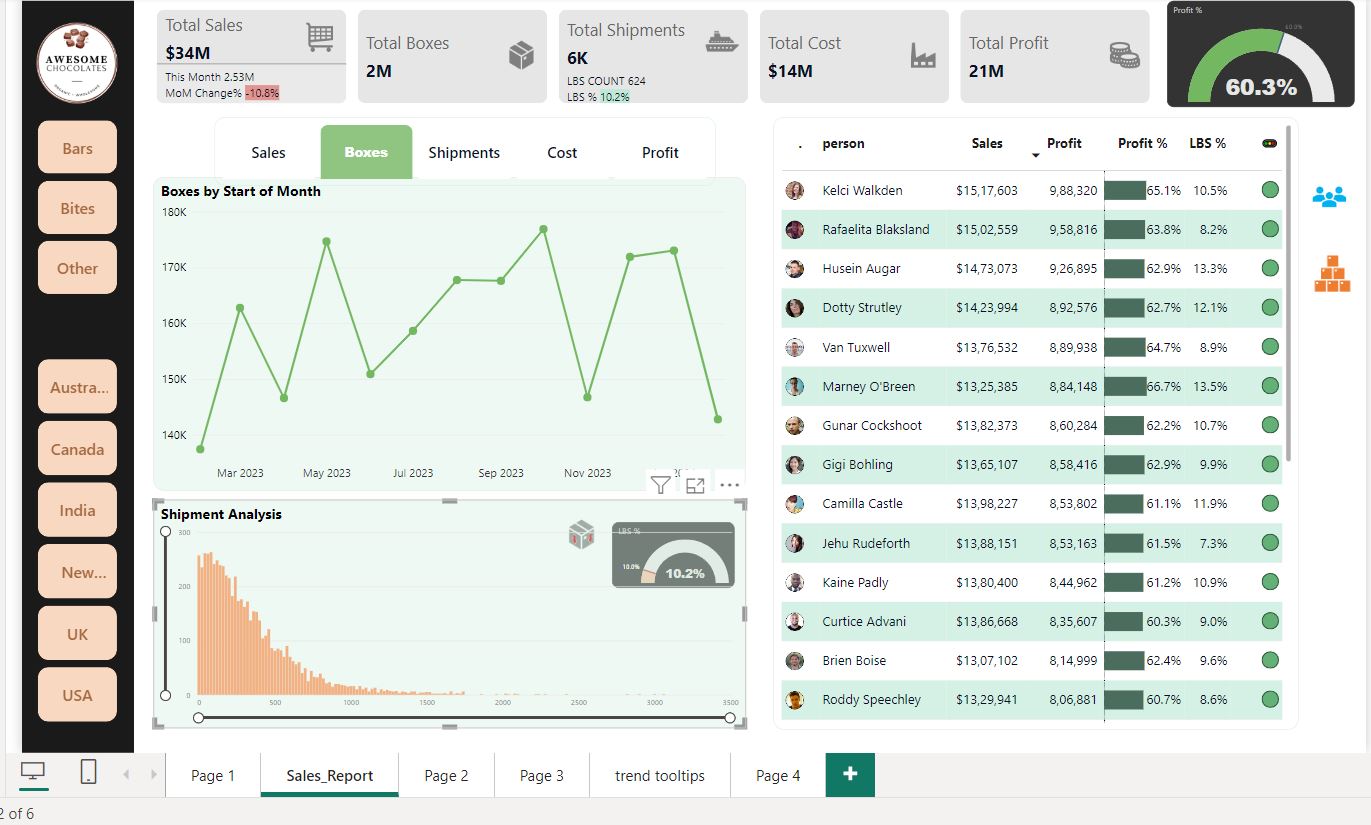 AWESOME
CHOCOLATES
Bars
Bites
Other
Austra...
Canada
India
New...
UK
USA
Total Sales
$34M
This Month 2.53M
MoM Change% -10.8%
Total Boxes
2M
Total Shipments
6K
LBS COUNT 624
LBS % 10.2%
Total Cost
$14M
Total Profit
21M
Profit %
60.0%
60.3%
Sales Boxes Shipments Cost Profit
Boxes by Start of Month
180K
170K
160K
150K
140K
Mar 2023 May 2023 Jul 2023 Sep 2023 Nov 2023
Shipment Analysis
300
200
100
0
0 500 1000 1500 2000 2500 3000 3500
LBS %
10.0%
10.2%
. person Sales Profit Profit % LBS %
Kelci Walkden $15,17,603 9,88,320 65.1% 10.5%
Rafaelita Blaksland $15,02,559 9,58,816 63.8% 8.2%
Husein Augar $14,73,073 9,26,895 62.9% 13.3%
Dotty Strutley $14,23,994 8,92,576 62.7% 12.1%
Van Tuxwell $13,76,532 8,89,938 64.7% 8.9%
Marney O'Breen $13,25,385 8,84,148 66.7% 13.5%
Gunar Cockshoot $13,82,373 8,60,284 62.2% 10.7%
Gigi Bohling $13,65,107 8,58,416 62.9% 9.9%
Camilla Castle $13,98,227 8,53,802 61.1% 11.9%
Jehu Rudeforth $13,88,151 8,53,163 61.5% 7.3%
Kaine Padly $13,80,400 8,44,962 61.2% 10.9%
Curtice Advani $13,86,668 8,35,607 60.3% 9.0%
Brien Boise $13,07,102 8,14,999 62.4% 9.6%
Roddy Speechley $13,29,941 8,06,881 60.7% 8.6%
Page 1 Sales_Report Page 2 Page 3 trend tooltips Page 4 +
2 of 6